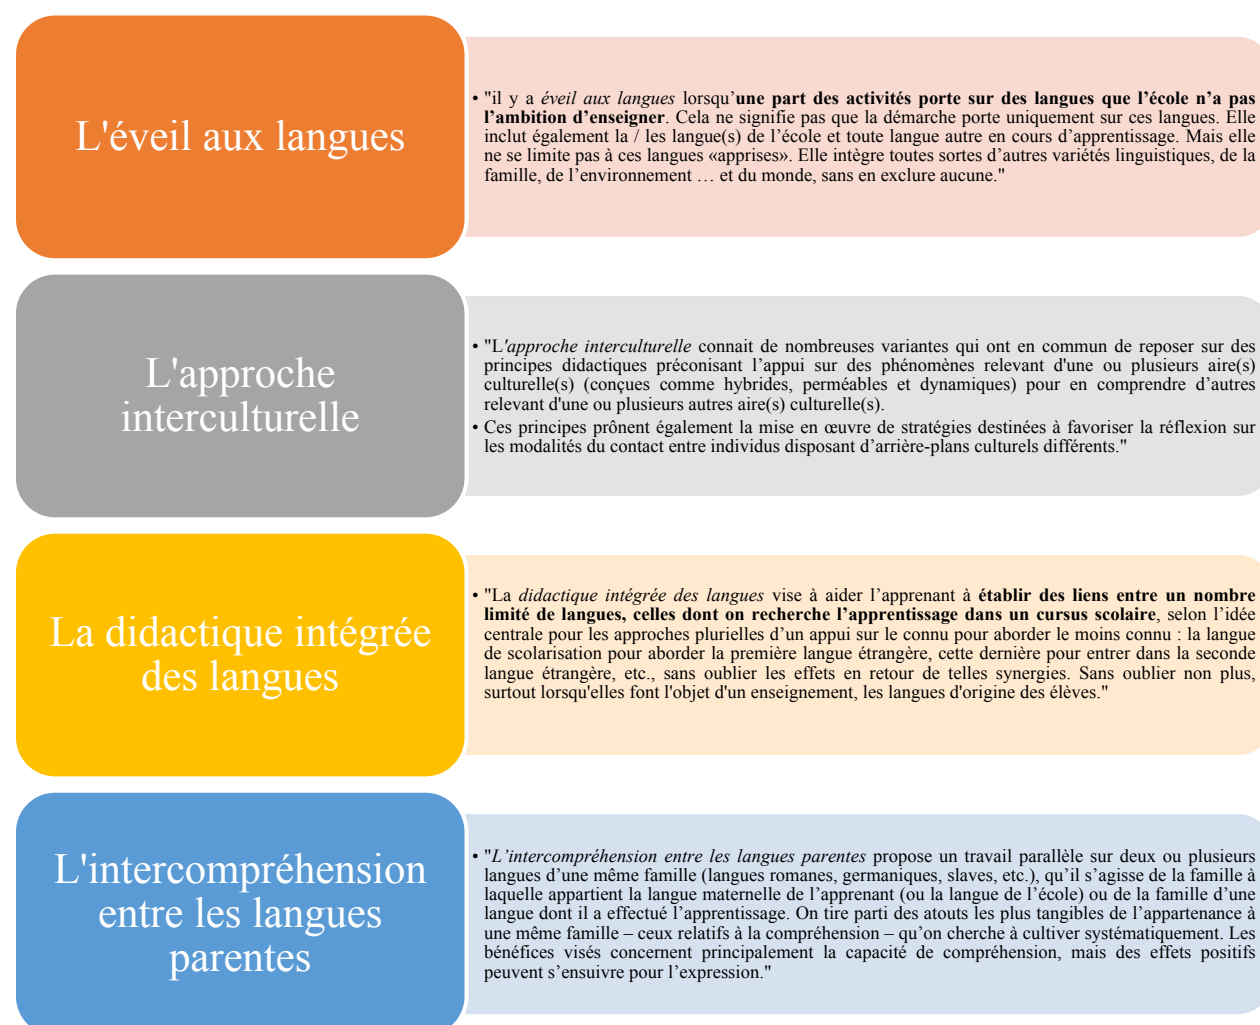 L'éveil aux langues
• "il y a éveil aux langues lorsqu'une part des activités porte sur des langues que l'école n'a pas
l'ambition d'enseigner. Cela ne signifie pas que la démarche porte uniquement sur ces langues. Elle
inclut également la / les langue(s) de l'école et toute langue autre en cours d'apprentissage. Mais elle
ne se limite pas à ces langues «apprises». Elle intègre toutes sortes d'autres variétés linguistiques, de la
famille, de l'environnement … et du monde, sans en exclure aucune."
L'approche
interculturelle
• "L'approche interculturelle connait de nombreuses variantes qui ont en commun de reposer sur des
principes didactiques préconisant l'appui sur des phénomènes relevant d'une ou plusieurs aire(s)
culturelle(s) (conçues comme hybrides, perméables et dynamiques) pour en comprendre d'autres
relevant d'une ou plusieurs autres aire(s) culturelle(s).
• Ces principes prônent également la mise en œuvre de stratégies destinées à favoriser la réflexion sur
les modalités du contact entre individus disposant d'arrière-plans culturels différents."
La didactique intégrée
des langues
• "La didactique intégrée des langues vise à aider l'apprenant à établir des liens entre un nombre
limité de langues, celles dont on recherche l'apprentissage dans un cursus scolaire, selon l'idée
centrale pour les approches plurielles d'un appui sur le connu pour aborder le moins connu : la langue
de scolarisation pour aborder la première langue étrangère, cette dernière pour entrer dans la seconde
langue étrangère, etc., sans oublier les effets en retour de telles synergies. Sans oublier non plus,
surtout lorsqu'elles font l'objet d'un enseignement, les langues d'origine des élèves."
L'intercompréhension
entre les langues
parentes
• "L'intercompréhension entre les langues parentes propose un travail parallèle sur deux ou plusieurs
langues d'une même famille (langues romanes, germaniques, slaves, etc.), qu'il s'agisse de la famille à
laquelle appartient la langue maternelle de l'apprenant (ou la langue de l'école) ou de la famille d'une
langue dont il a effectué l'apprentissage. On tire parti des atouts les plus tangibles de l'appartenance à
une même famille – ceux relatifs à la compréhension – qu'on cherche à cultiver systématiquement. Les
bénéfices visés concernent principalement la capacité de compréhension, mais des effets positifs
peuvent s'ensuivre pour l'expression."